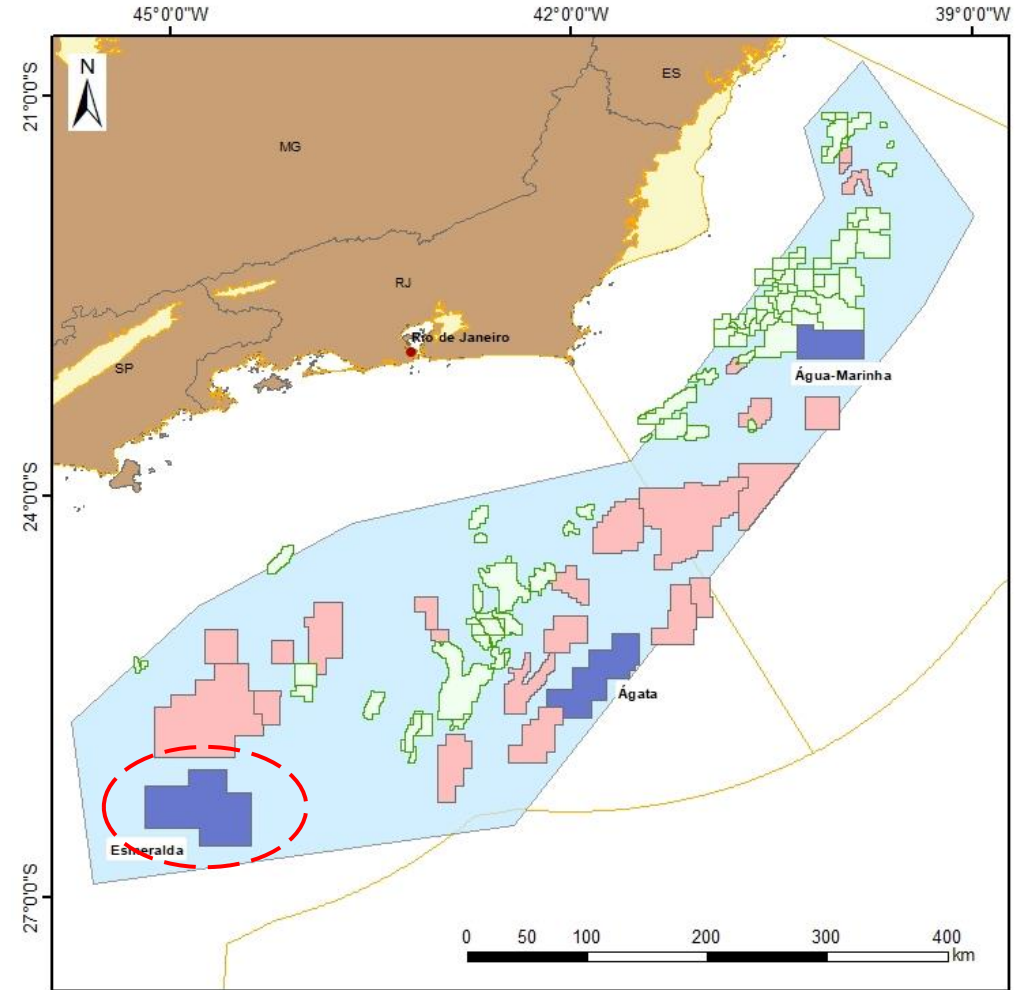 45°0'0"W
42°0'0"W
39°0'0"W
21°0'0"S
N
ES
MG
RJ
Rio de Janeiro
SP
Água-Marinha
24°0'0"S
Ágata
Esmeralda
27°0'0"S
0 50 100 200 300 400
km